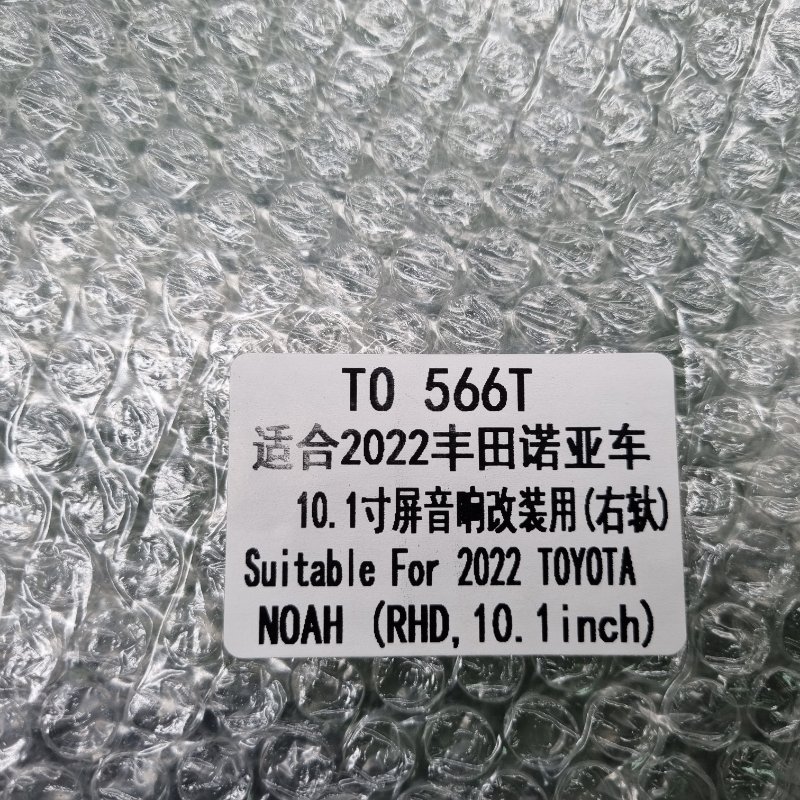 TO 566T
适合2022丰田诺亚车
10.1寸屏音响改装用(右轪)
Suitable For 2022 TOYOTA
NOAH (RHD,10.1inch)